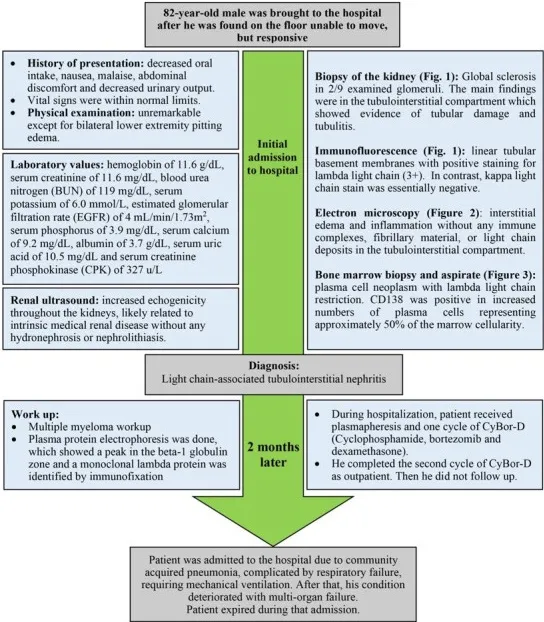 82-year-old male was brought to the hospital
after he was found on the floor unable to move,
but responsive
• History of presentation: decreased oral
intake, nausea, malaise, abdominal
discomfort and decreased urinary output.
• Vital signs were within normal limits.
• Physical examination: unremarkable
except for bilateral lower extremity pitting
edema.
Laboratory values: hemoglobin of 11.6 g/dL,
serum creatinine of 11.6 mg/dL, blood urea
nitrogen (BUN) of 119 mg/dL, serum
potassium of 6.0 mmol/L, estimated glomerular
filtration rate (EGFR) of 4 mL/min/1.73m², 
serum phosphorus of 3.9 mg/dL, serum calcium
of 9.2 mg/dL, albumin of 3.7 g/dL, serum uric
acid of 10.5 mg/dL and serum creatinine
phosphokinase (CPK) of 327 u/L
Renal ultrasound: increased echogenicity
throughout the kidneys, likely related to
intrinsic medical renal disease without any
hydronephrosis or nephrolithiasis.
Initial
admission
to hospital
Biopsy of the kidney (Fig. 1): Global sclerosis
in 2/9 examined glomeruli. The main findings
were in the tubulointerstitial compartment which
showed evidence of tubular damage and
tubulitis.
Immunofluorescence (Fig. 1): linear tubular
basement membranes with positive staining for
lambda light chain (3+). In contrast, kappa light
chain stain was essentially negative.
Electron microscopy (Figure 2): interstitial
edema and inflammation without any immune
complexes, fibrillary material, or light chain
deposits in the tubulointerstitial compartment.
Bone marrow biopsy and aspirate (Figure 3):
plasma cell neoplasm with lambda light chain
restriction. CD138 was positive in increased
numbers of plasma cells representing
approximately 50% of the marrow cellularity.
Diagnosis:
Light chain-associated tubulointerstitial nephritis
Work up:
• Multiple myeloma workup
• Plasma protein electrophoresis was done,
which showed a peak in the beta-1 globulin
zone and a monoclonal lambda protein was
identified by immunofixation
2 months
later
• During hospitalization, patient received
plasmapheresis and one cycle of CyBor-D
(Cyclophosphamide, bortezomib and
dexamethasone).
• He completed the second cycle of CyBor-D
as outpatient. Then he did not follow up.
Patient was admitted to the hospital due to community
acquired pneumonia, complicated by respiratory failure,
requiring mechanical ventilation. After that, his condition
deteriorated with multi-organ failure.
Patient expired during that admission.